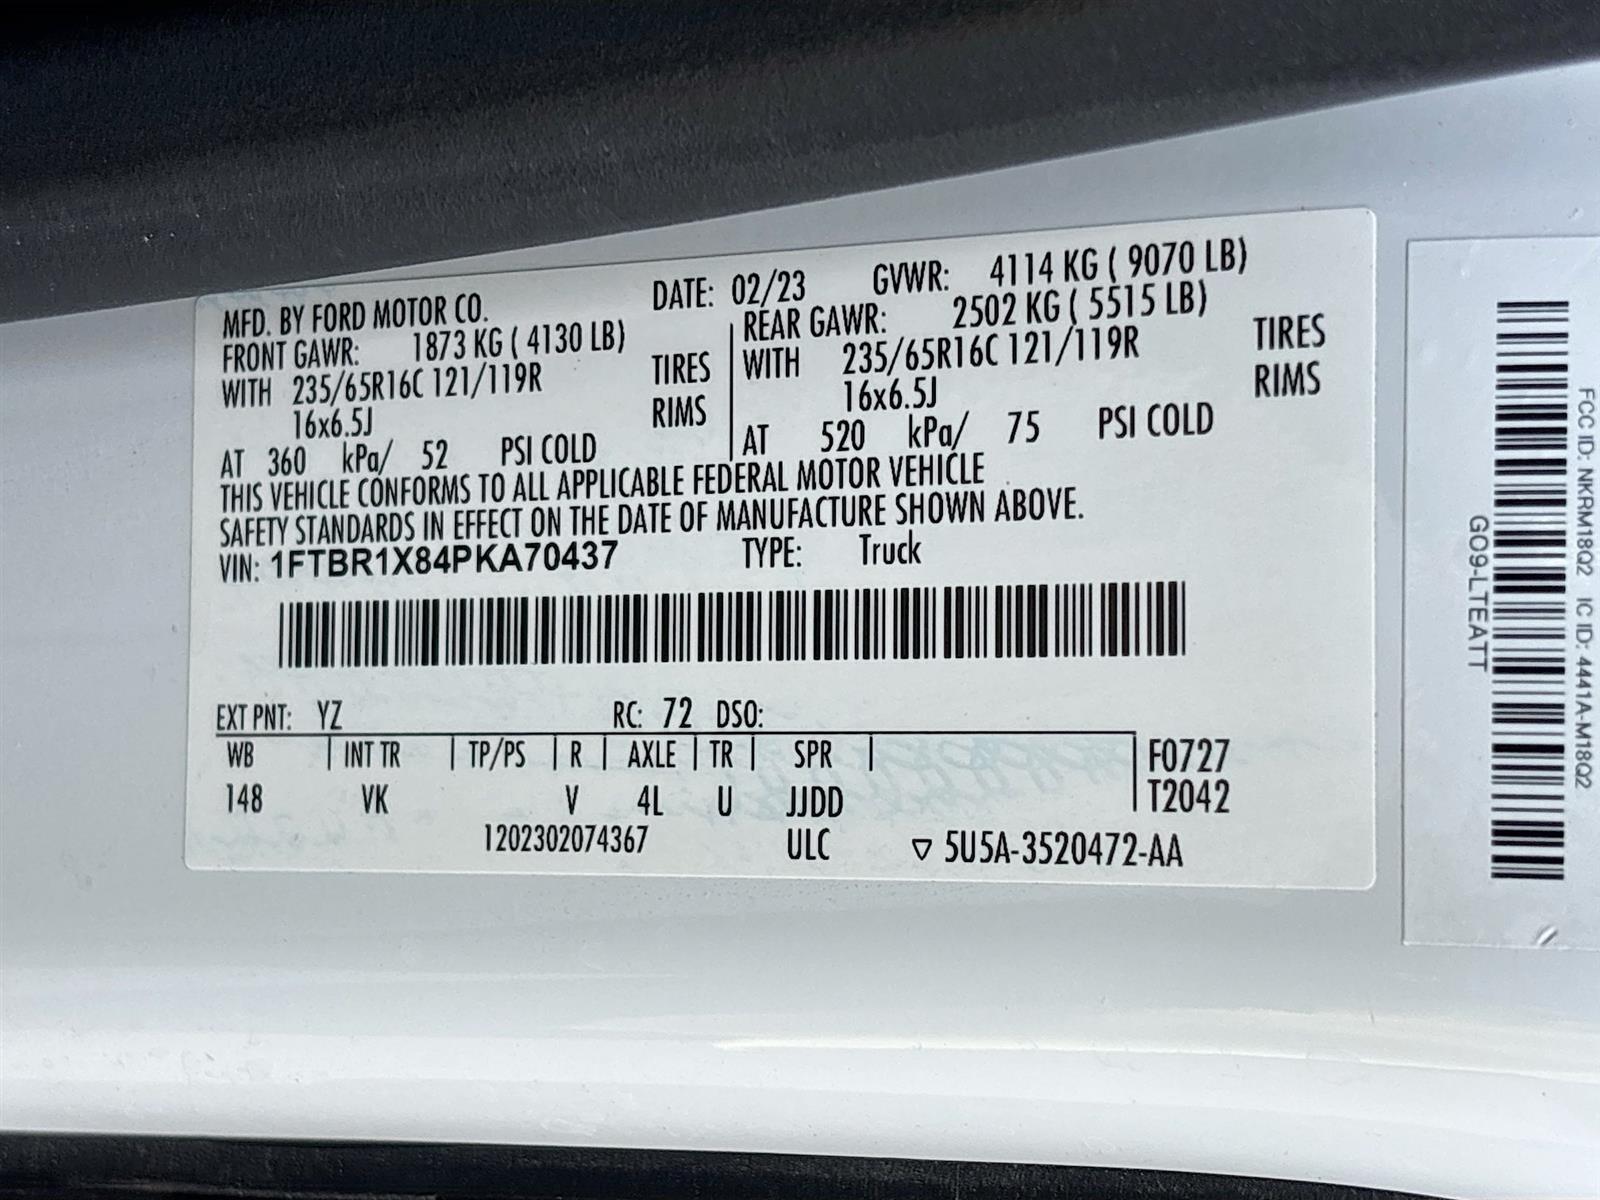 MFD. BY FORD MOTOR CO.
DATE: 02/23
GVWR: 4114 KG ( 9070 LB)
FRONT GAWR: 1873 KG ( 4130 LB)
WITH 235/65R16C 121/119R TIRES
16x6.5J RIMS
AT 360 kPa/ 52 PSI COLD
REAR GAWR: 2502 KG ( 5515 LB)
WITH 235/65R16C 121/119R TIRES
16x6.5J RIMS
AT 520 kPa/ 75 PSI COLD
THIS VEHICLE CONFORMS TO ALL APPLICABLE FEDERAL MOTOR VEHICLE
SAFETY STANDARDS IN EFFECT ON THE DATE OF MANUFACTURE SHOWN ABOVE.
VIN: 1FTBR1X84PKA70437 TYPE: Truck
EXT PNT: YZ RC: 72 DSO:
WB | INT TR | TP/PS | R | AXLE | TR | SPR | F0727
148 VK V 4L U JJDD T2042
1202302074367 ULC ▽ 5U5A-3520472-AA
FCC ID: NKRM18Q2 IC ID: 4441A-M18Q2
GO9-LTEATT